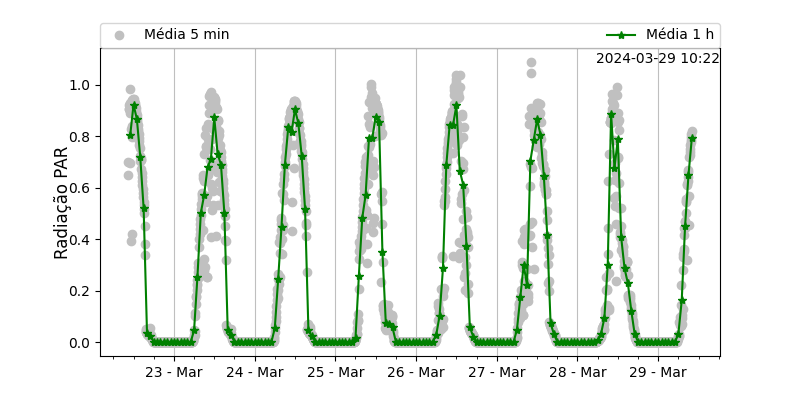 Média 5 min
Média 1 h
2024-03-29 10:22
Radiação PAR
1.0
0.8
0.6
0.4
0.2
0.0
23 - Mar
24 - Mar
25 - Mar
26 - Mar
27 - Mar
28 - Mar
29 - Mar